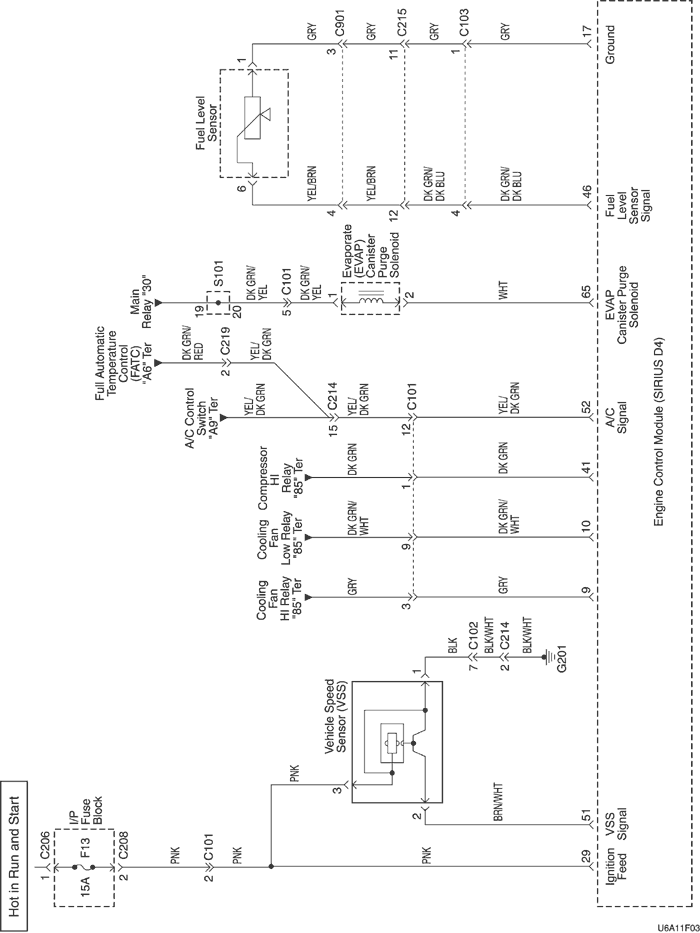 Hot in Run and Start
1
C206
I/P
Fuse
Block
15A
F13
2
C208
PNK
2
C101
PNK
PNK
29
Ignition
Feed
PNK
3
Vehicle Speed
Sensor (VSS)
2
BRN/WHT
51
VSS
Signal
1
BLK
7
C102
BLK/WHT
2
C214
BLK/WHT
G201
Cooling
Fan
HI Relay
"85" Ter
GRY
3
GRY
9
Cooling
Fan
Low Relay
"85" Ter
DK GRN/
WHT
9
DK GRN/
WHT
10
Compressor
HI
Relay
"85" Ter
DK GRN
1
DK GRN
41
A/C Control
Switch
"A9" Ter
YEL/
DK GRN
15
C214
YEL/
DK GRN
12
C101
YEL/
DK GRN
52
A/C
Signal
Full Automatic
Temperature
Control
(FATC)
"A6" Ter
DK GRN/
RED
2
C219
YEL/
DK GRN
Main
Relay "30"
19
S101
20
DK GRN/
YEL
5
C101
DK GRN/
YEL
1
Evaporate
(EVAP)
Canister
Purge
Solenoid
2
WHT
65
EVAP
Canister Purge
Solenoid
Fuel Level
Sensor
6
YEL/BRN
4
YEL/BRN
12
DK GRN/
DK BLU
4
DK GRN/
DK BLU
46
Fuel
Level
Sensor
Signal
1
GRY
3
C901
GRY
11
C215
GRY
1
C103
GRY
17
Ground
Engine Control Module (SIRIUS D4)
U6A11F03